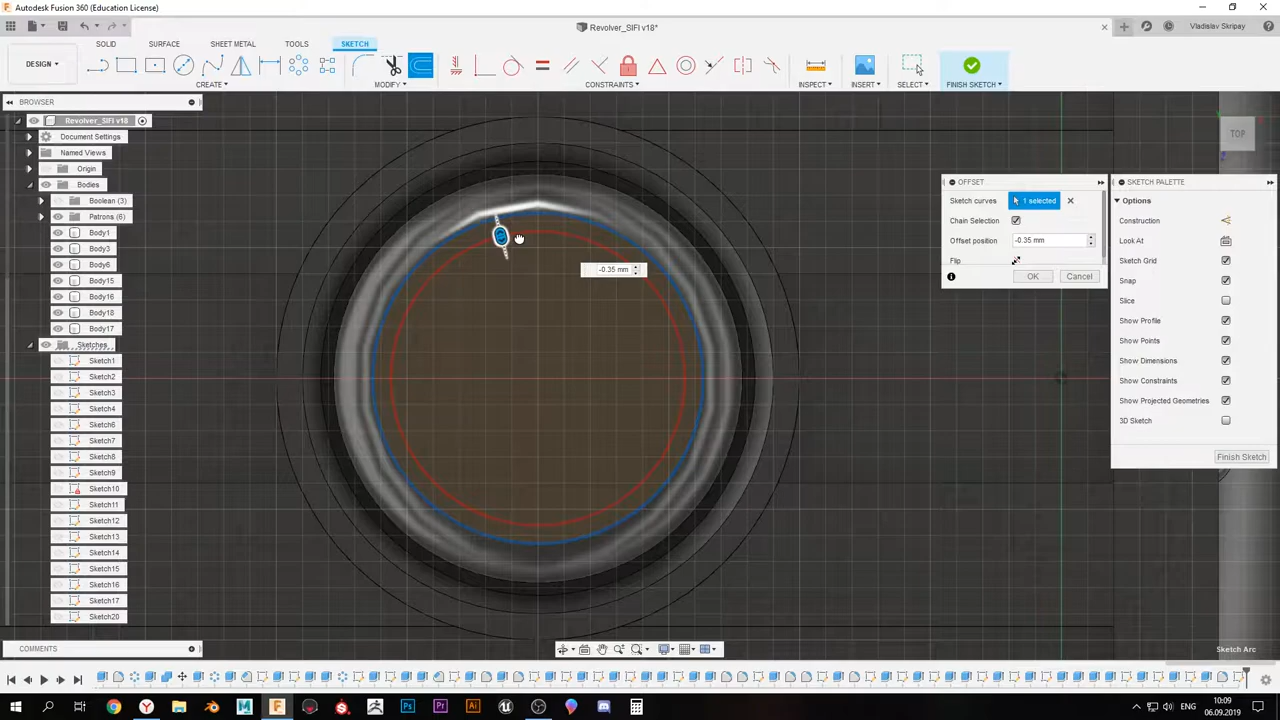 Autodesk Fusion 360 (Education License)
Revolver_SIFi v18*
Vladislav Skripay
SOLID SURFACE SHEET METAL TOOLS SKETCH
DESIGN
CREATE MODIFY CONSTRAINTS INSPECT INSERT SELECT FINISH SKETCH
BROWSER
Revolver_SIFi v18
Document Settings
Named Views
Origin
Bodies
Boolean (3)
Patrons (6)
Body1
Body3
Body6
Body15
Body16
Body18
Body17
Sketches
Sketch1
Sketch2
Sketch3
Sketch4
Sketch6
Sketch7
Sketch8
Sketch9
Sketch10
Sketch11
Sketch12
Sketch13
Sketch14
Sketch15
Sketch16
Sketch17
Sketch20
COMMENTS
-0.35 mm
TOP
OFFSET
Sketch curves 1 selected
Chain Selection
Offset position -0.35 mm
Flip
OK Cancel
SKETCH PALETTE
Options
Construction
Look At
Sketch Grid
Snap
Slice
Show Profile
Show Points
Show Dimensions
Show Constraints
Show Projected Geometries
3D Sketch
Finish Sketch
Sketch Arc
Ps Pr Ai
ENG
10:09
06.09.2019